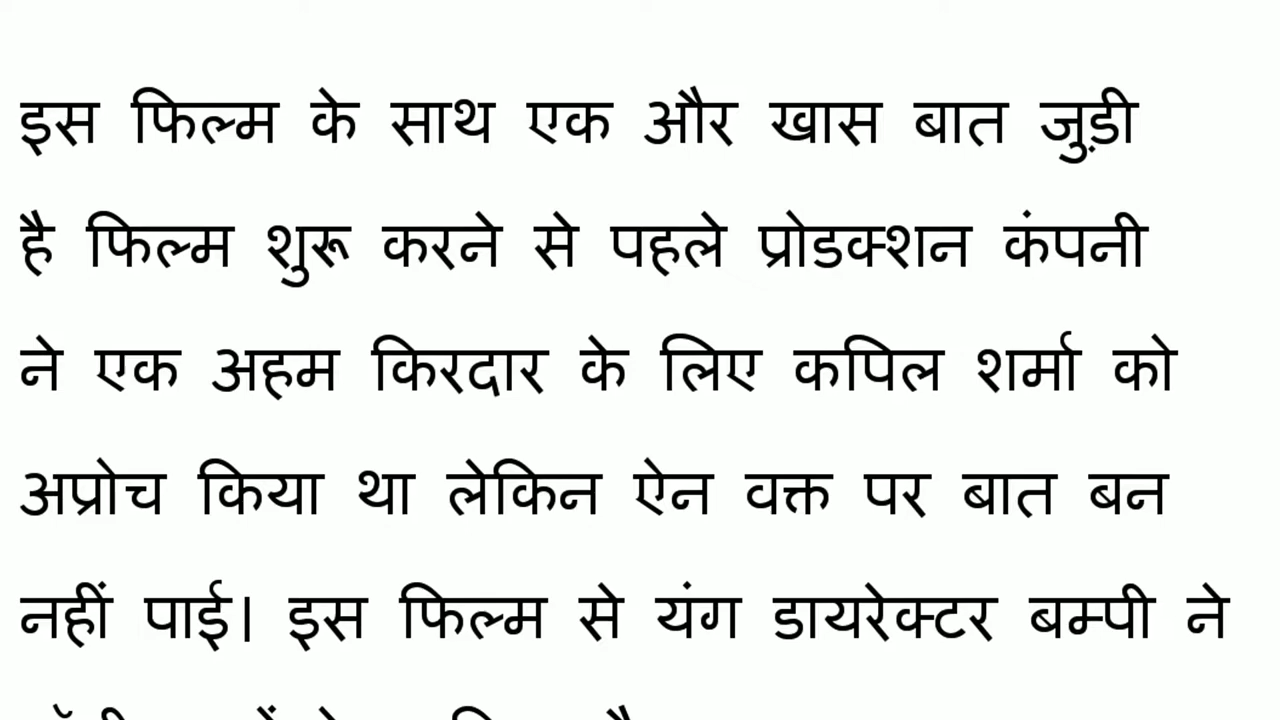 इस फिल्म के साथ एक और खास बात जुड़ी
है फिल्म शुरू करने से पहले प्रोडक्शन कंपनी
ने एक अहम किरदार के लिए कपिल शर्मा को
अप्रोच किया था लेकिन ऐन वक्त पर बात बन
नहीं पाई। इस फिल्म से यंग डायरेक्टर बम्पी ने